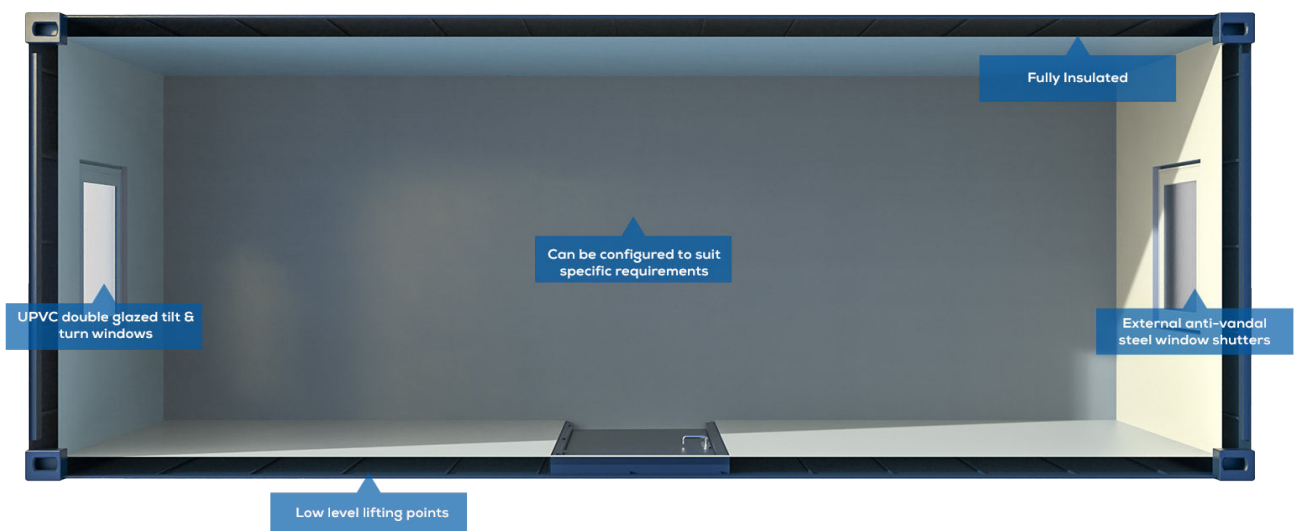 Fully Insulated
Can be configured to suit
specific requirements
UPVC double glazed tilt &
turn windows
External anti-vandal
steel window shutters
Low level lifting points